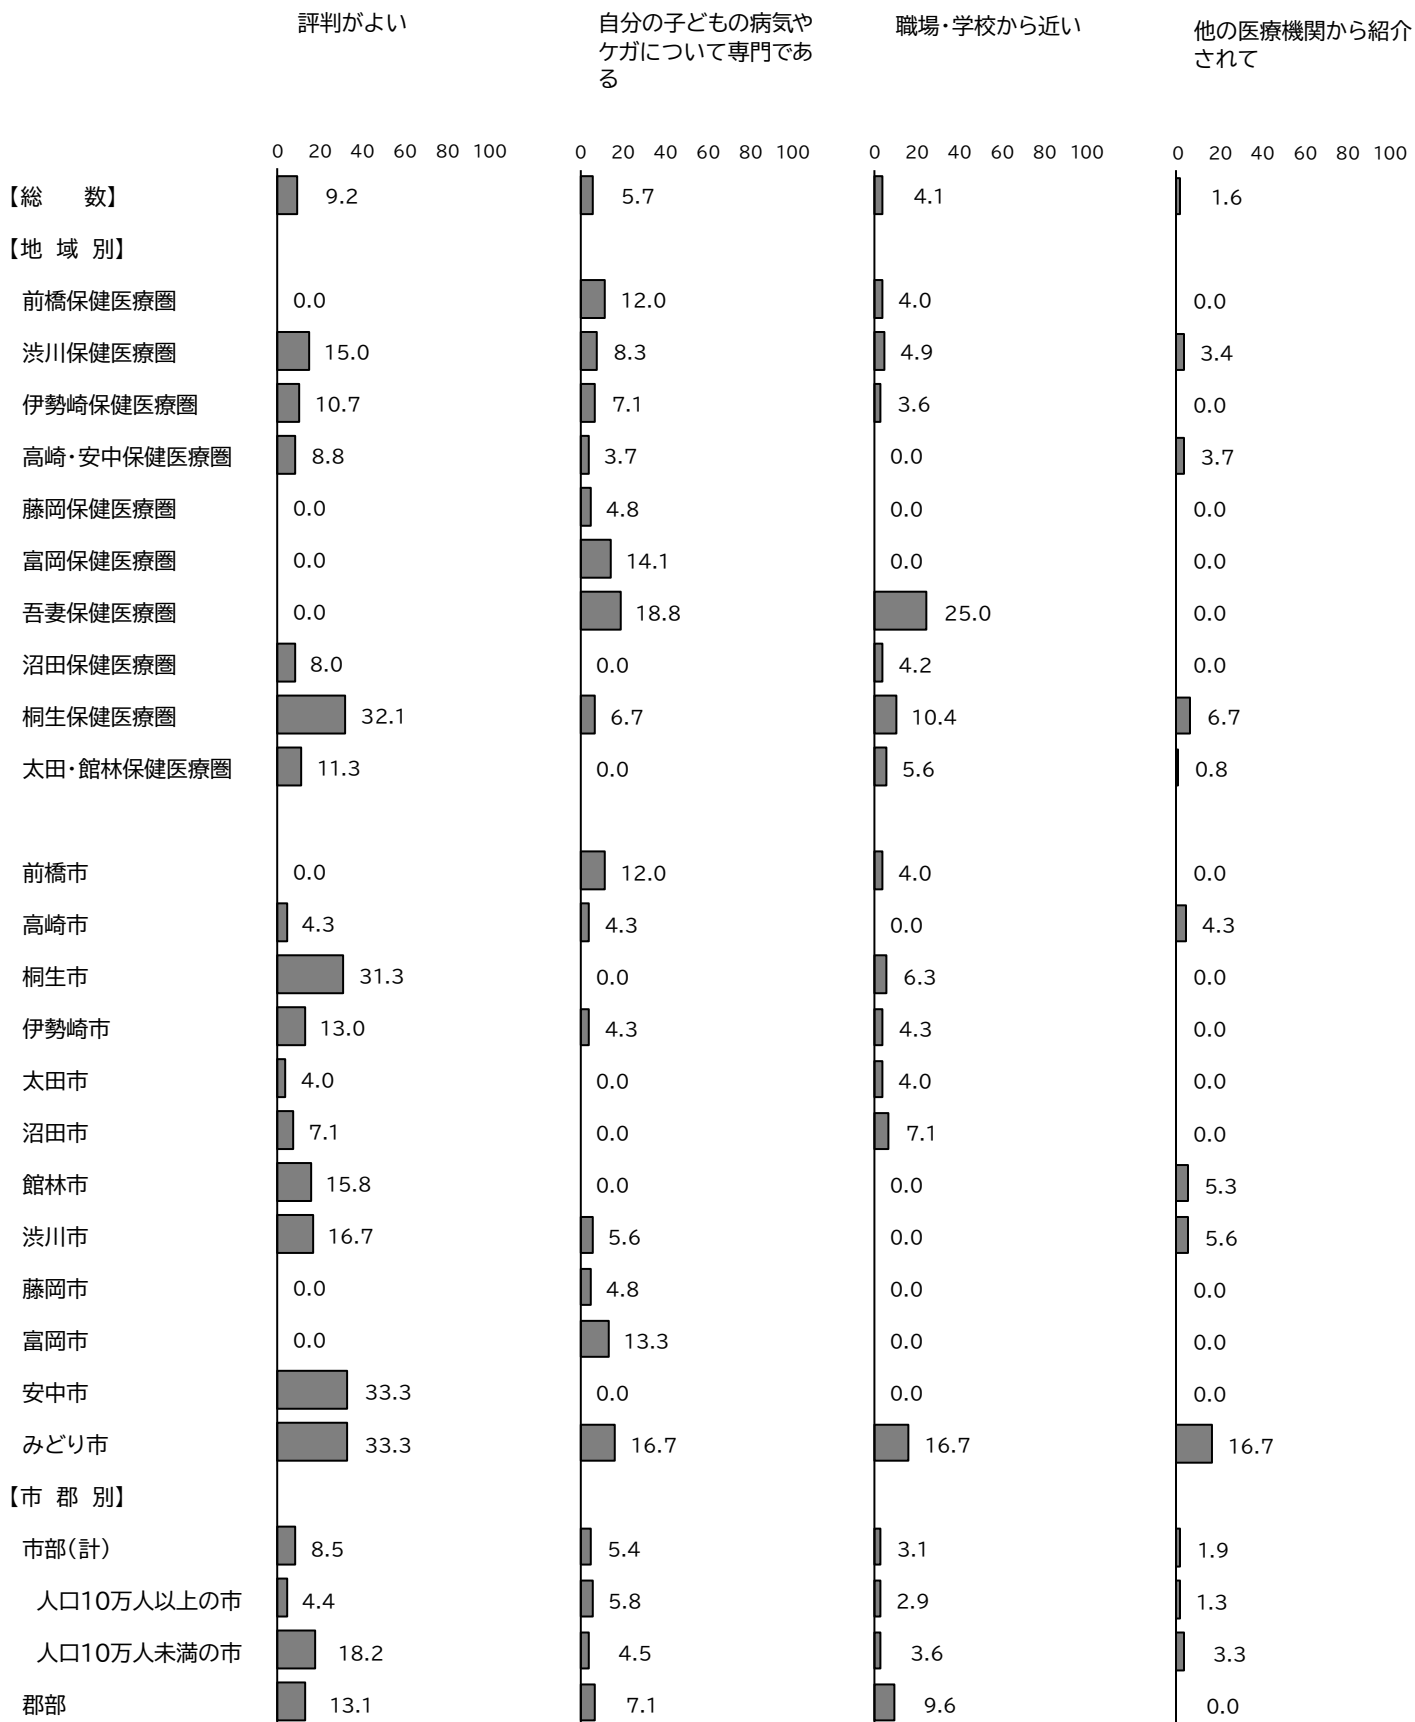 評判がよい
自分の子どもの病気や
ケガについて専門であ
る
職場・学校から近い
他の医療機関から紹介
されて
0 20 40 60 80 100 0 20 40 60 80 100 0 20 40 60 80 100 0 20 40 60 80 100
【総　　数】 9.2 5.7 4.1 1.6
【地 域 別】
前橋保健医療圏 0.0 12.0 4.0 0.0
渋川保健医療圏 15.0 8.3 4.9 3.4
伊勢崎保健医療圏 10.7 7.1 3.6 0.0
高崎・安中保健医療圏 8.8 3.7 0.0 3.7
藤岡保健医療圏 0.0 4.8 0.0 0.0
富岡保健医療圏 0.0 14.1 0.0 0.0
吾妻保健医療圏 0.0 18.8 25.0 0.0
沼田保健医療圏 8.0 0.0 4.2 0.0
桐生保健医療圏 32.1 6.7 10.4 6.7
太田・館林保健医療圏 11.3 0.0 5.6 0.8
前橋市 0.0 12.0 4.0 0.0
高崎市 4.3 4.3 0.0 4.3
桐生市 31.3 0.0 6.3 0.0
伊勢崎市 13.0 4.3 4.3 0.0
太田市 4.0 0.0 4.0 0.0
沼田市 7.1 0.0 7.1 0.0
館林市 15.8 0.0 0.0 5.3
渋川市 16.7 5.6 0.0 5.6
藤岡市 0.0 4.8 0.0 0.0
富岡市 0.0 13.3 0.0 0.0
安中市 33.3 0.0 0.0 0.0
みどり市 33.3 16.7 16.7 16.7
【市 郡 別】
市部（計） 8.5 5.4 3.1 1.9
人口10万人以上の市 4.4 5.8 2.9 1.3
人口10万人未満の市 18.2 4.5 3.6 3.3
郡部 13.1 7.1 9.6 0.0